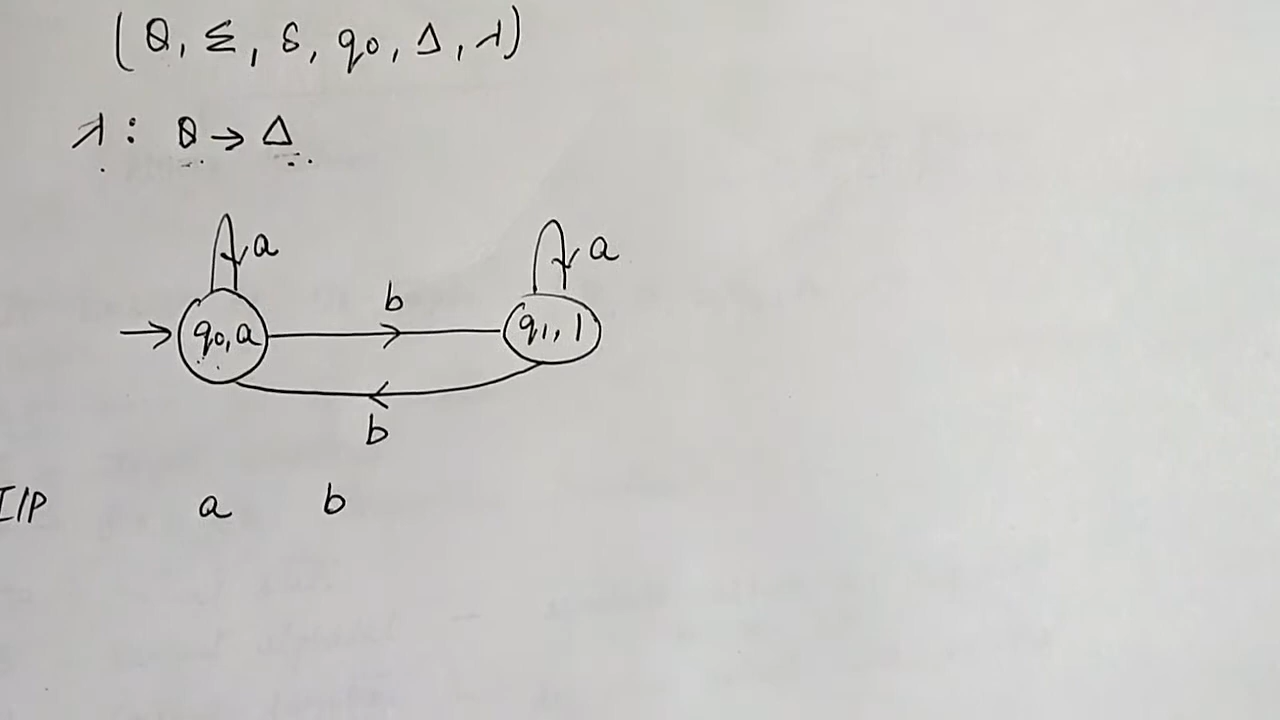 (Q, Σ, δ, q0, Δ, λ)
λ : Q → Δ
a a
b
q0, a q1, 1
b
I/P a b